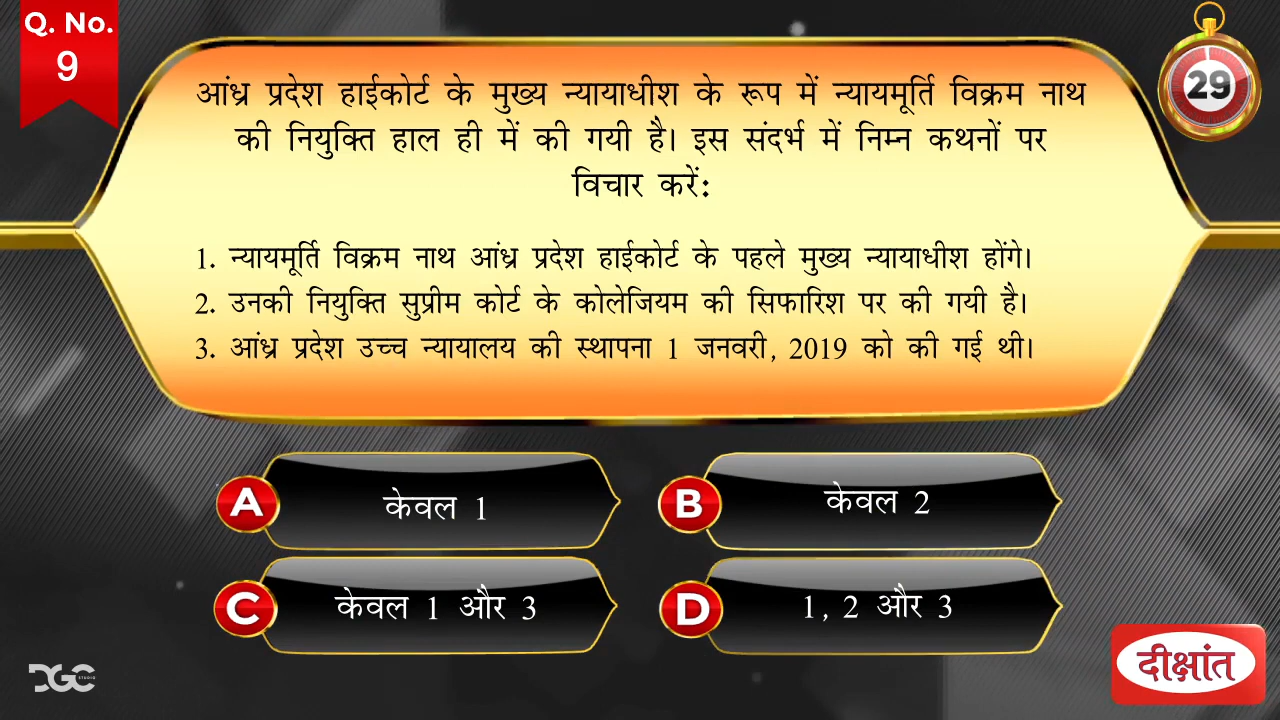 Q. No.
9
29
आंध्र प्रदेश हाईकोर्ट के मुख्य न्यायाधीश के रूप में न्यायमूर्ति विक्रम नाथ
की नियुक्ति हाल ही में की गयी है। इस संदर्भ में निम्न कथनों पर
विचार करें:
1. न्यायमूर्ति विक्रम नाथ आंध्र प्रदेश हाईकोर्ट के पहले मुख्य न्यायाधीश होंगे।
2. उनकी नियुक्ति सुप्रीम कोर्ट के कोलेजियम की सिफारिश पर की गयी है।
3. आंध्र प्रदेश उच्च न्यायालय की स्थापना 1 जनवरी, 2019 को की गई थी।
A केवल 1
B केवल 2
C केवल 1 और 3
D 1, 2 और 3
DGC
STUDIO
दीक्षांत